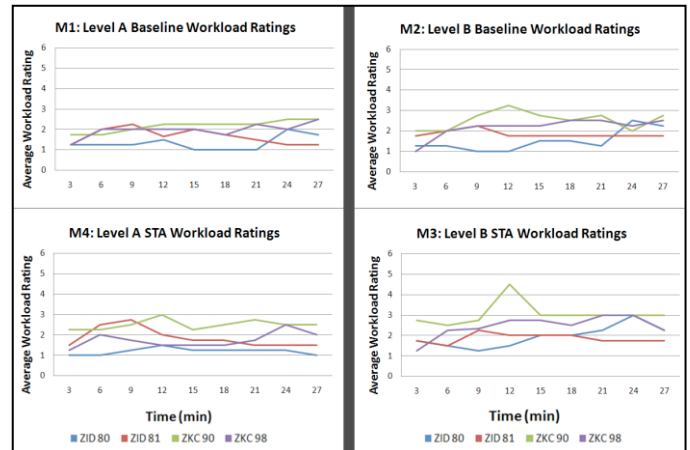 M1: Level A Baseline Workload Ratings
Average Workload Rating
6
5
4
3
2
1
0
3 6 9 12 15 18 21 24 27
M2: Level B Baseline Workload Ratings
Average Workload Rating
6
5
4
3
2
1
0
3 6 9 12 15 18 21 24 27
M4: Level A STA Workload Ratings
Average Workload Rating
6
5
4
3
2
1
0
3 6 9 12 15 18 21 24 27
Time (min)
ZID 80 ZID 81 ZKC 90 ZKC 98
M3: Level B STA Workload Ratings
Average Workload Rating
6
5
4
3
2
1
0
3 6 9 12 15 18 21 24 27
Time (min)
ZID 80 ZID 81 ZKC 90 ZKC 98